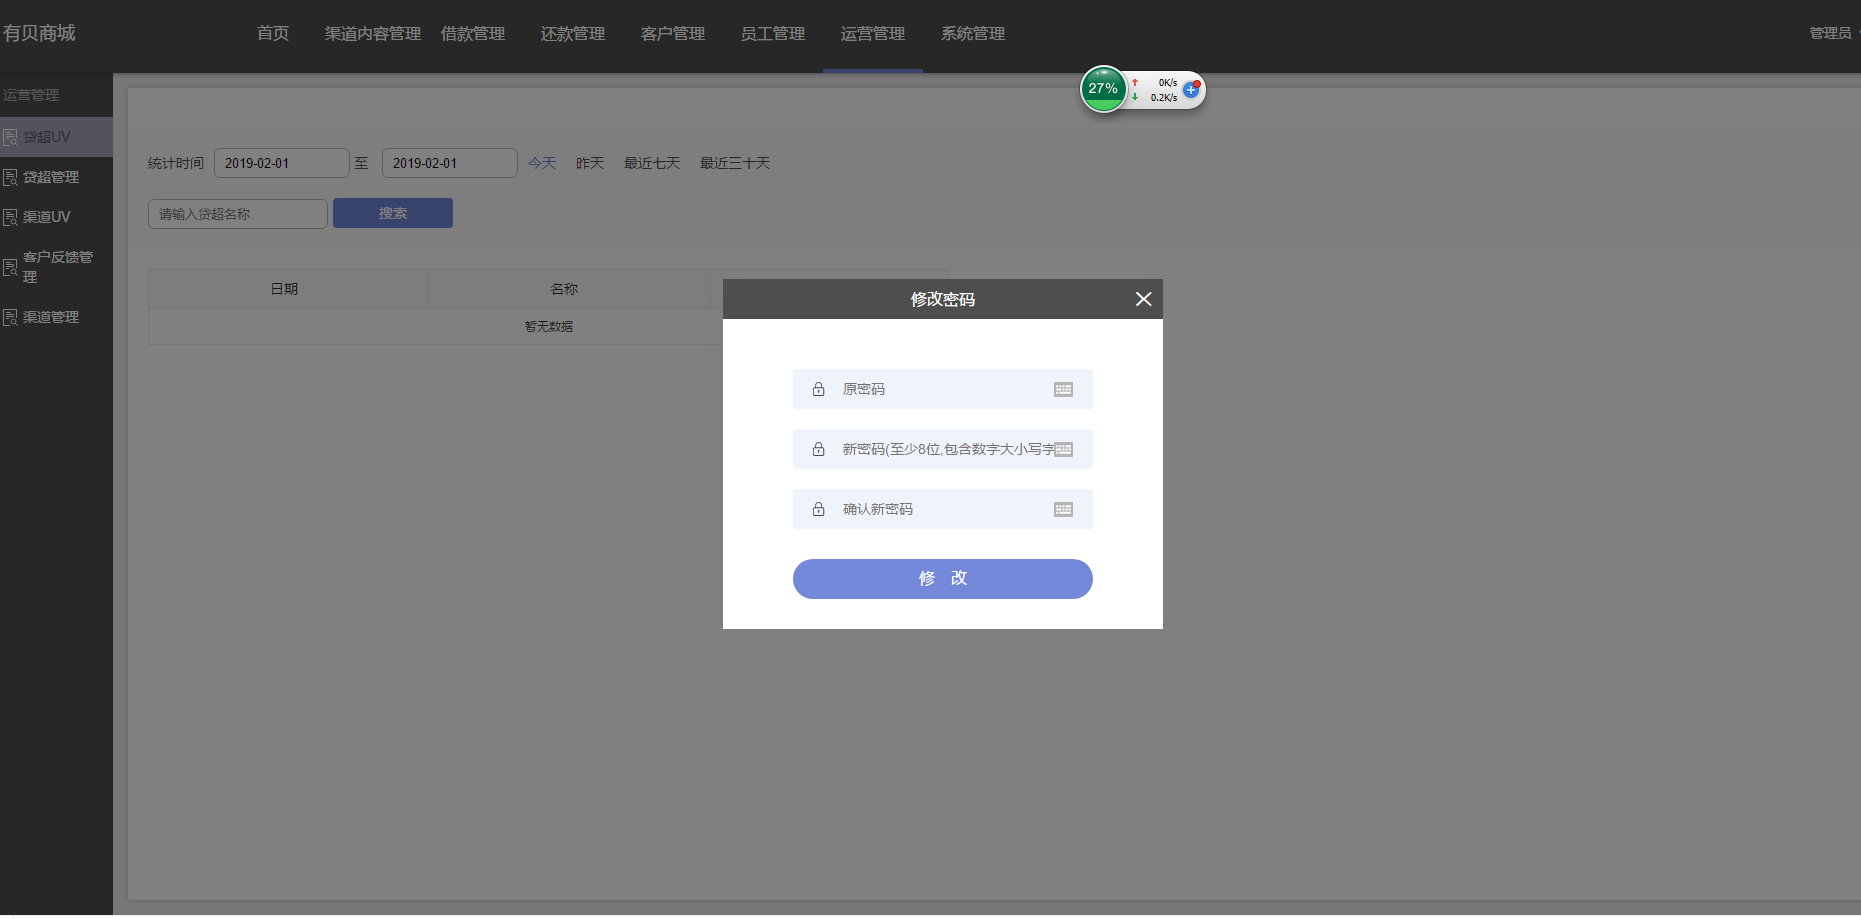 有贝商城
首页 渠道内容管理 借款管理 还款管理 客户管理 员工管理 运营管理 系统管理
管理员
运营管理
贷超UV
贷超管理
渠道UV
客户反馈管
理
渠道管理
27%
0K/s
0.2K/s
统计时间 2019-02-01 至 2019-02-01 今天 昨天 最近七天 最近三十天
请输入贷超名称 搜索
日期 名称
暂无数据
修改密码
原密码
新密码(至少8位,包含数字大小写字
确认新密码
修 改